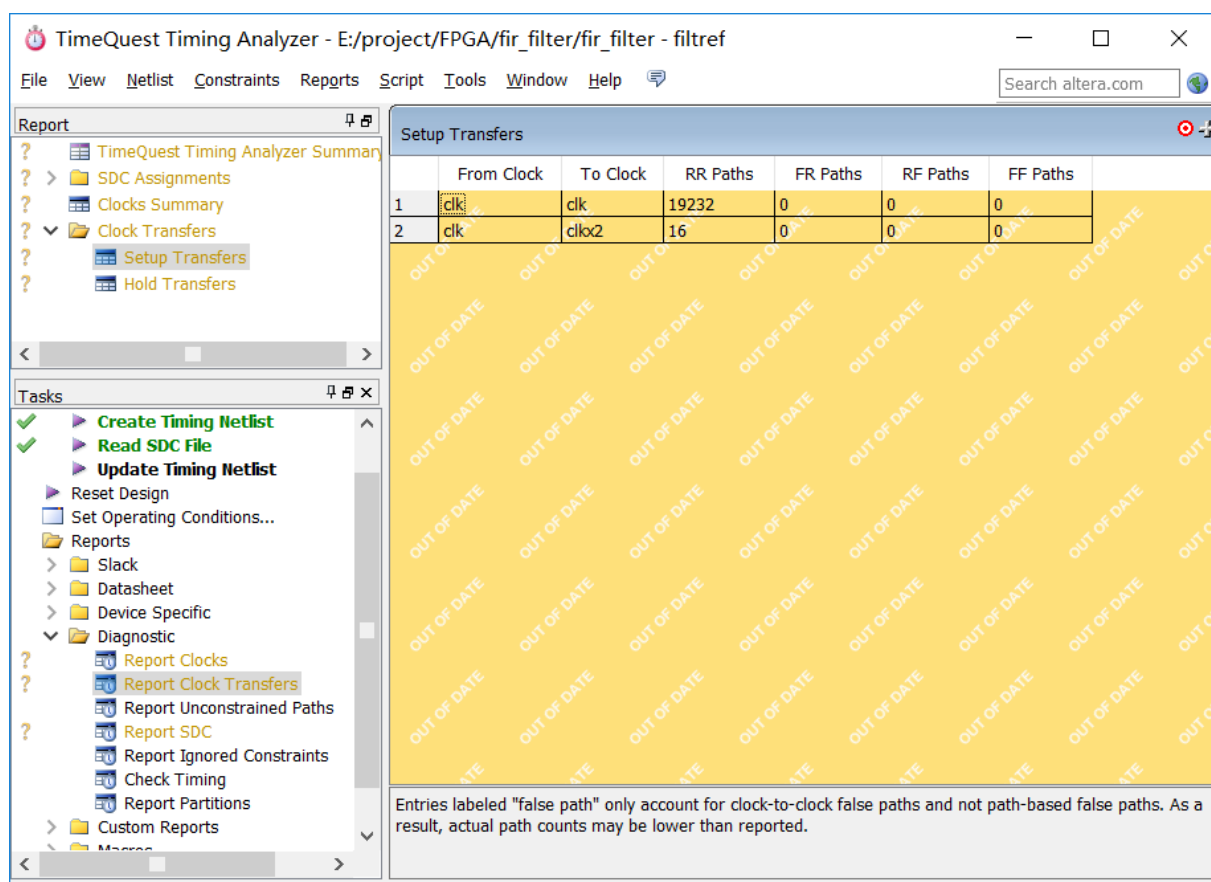 TimeQuest Timing Analyzer - E:/project/FPGA/fir_filter/fir_filter - filtref
File View Netlist Constraints Reports Script Tools Window Help Search altera.com
Report
? TimeQuest Timing Analyzer Summary
? SDC Assignments
? Clocks Summary
? Clock Transfers
? Setup Transfers
? Hold Transfers
Tasks
Create Timing Netlist
Read SDC File
Update Timing Netlist
Reset Design
Set Operating Conditions...
Reports
Slack
Datasheet
Device Specific
Diagnostic
? Report Clocks
? Report Clock Transfers
Report Unconstrained Paths
? Report SDC
Report Ignored Constraints
Check Timing
Report Partitions
Custom Reports
Macros
Setup Transfers
From Clock To Clock RR Paths FR Paths RF Paths FF Paths
1 clk clk 19232 0 0 0
2 clk clkx2 16 0 0 0
OUT OF DATE
Entries labeled "false path" only account for clock-to-clock false paths and not path-based false paths. As a
result, actual path counts may be lower than reported.